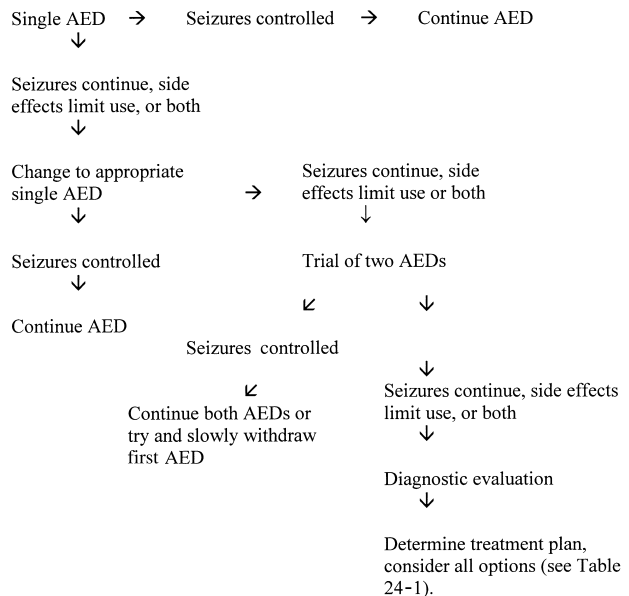 Single AED → Seizures controlled → Continue AED
↓
Seizures continue, side
effects limit use, or both
↓
Change to appropriate
single AED
→
Seizures continue, side
effects limit use or both
↓
↓
Seizures controlled
Trial of two AEDs
↓
↙
↓
Continue AED
Seizures controlled
↓
↙
Seizures continue, side effects
limit use, or both
Continue both AEDs or
try and slowly withdraw
first AED
↓
Diagnostic evaluation
↓
Determine treatment plan,
consider all options (see Table
24-1).